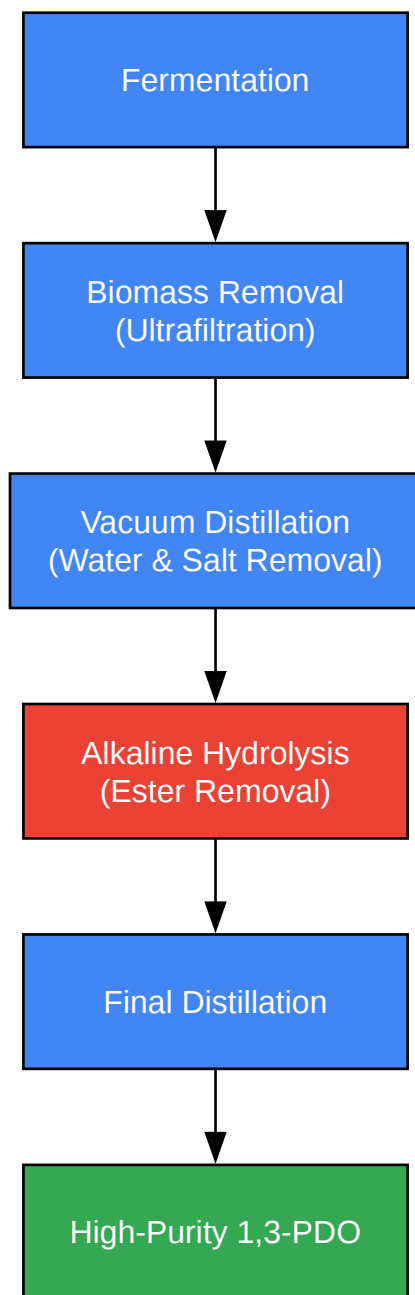 Fermentation
Biomass Removal
(Ultrafiltration)
Vacuum Distillation
(Water & Salt Removal)
Alkaline Hydrolysis
(Ester Removal)
Final Distillation
High-Purity 1,3-PDO